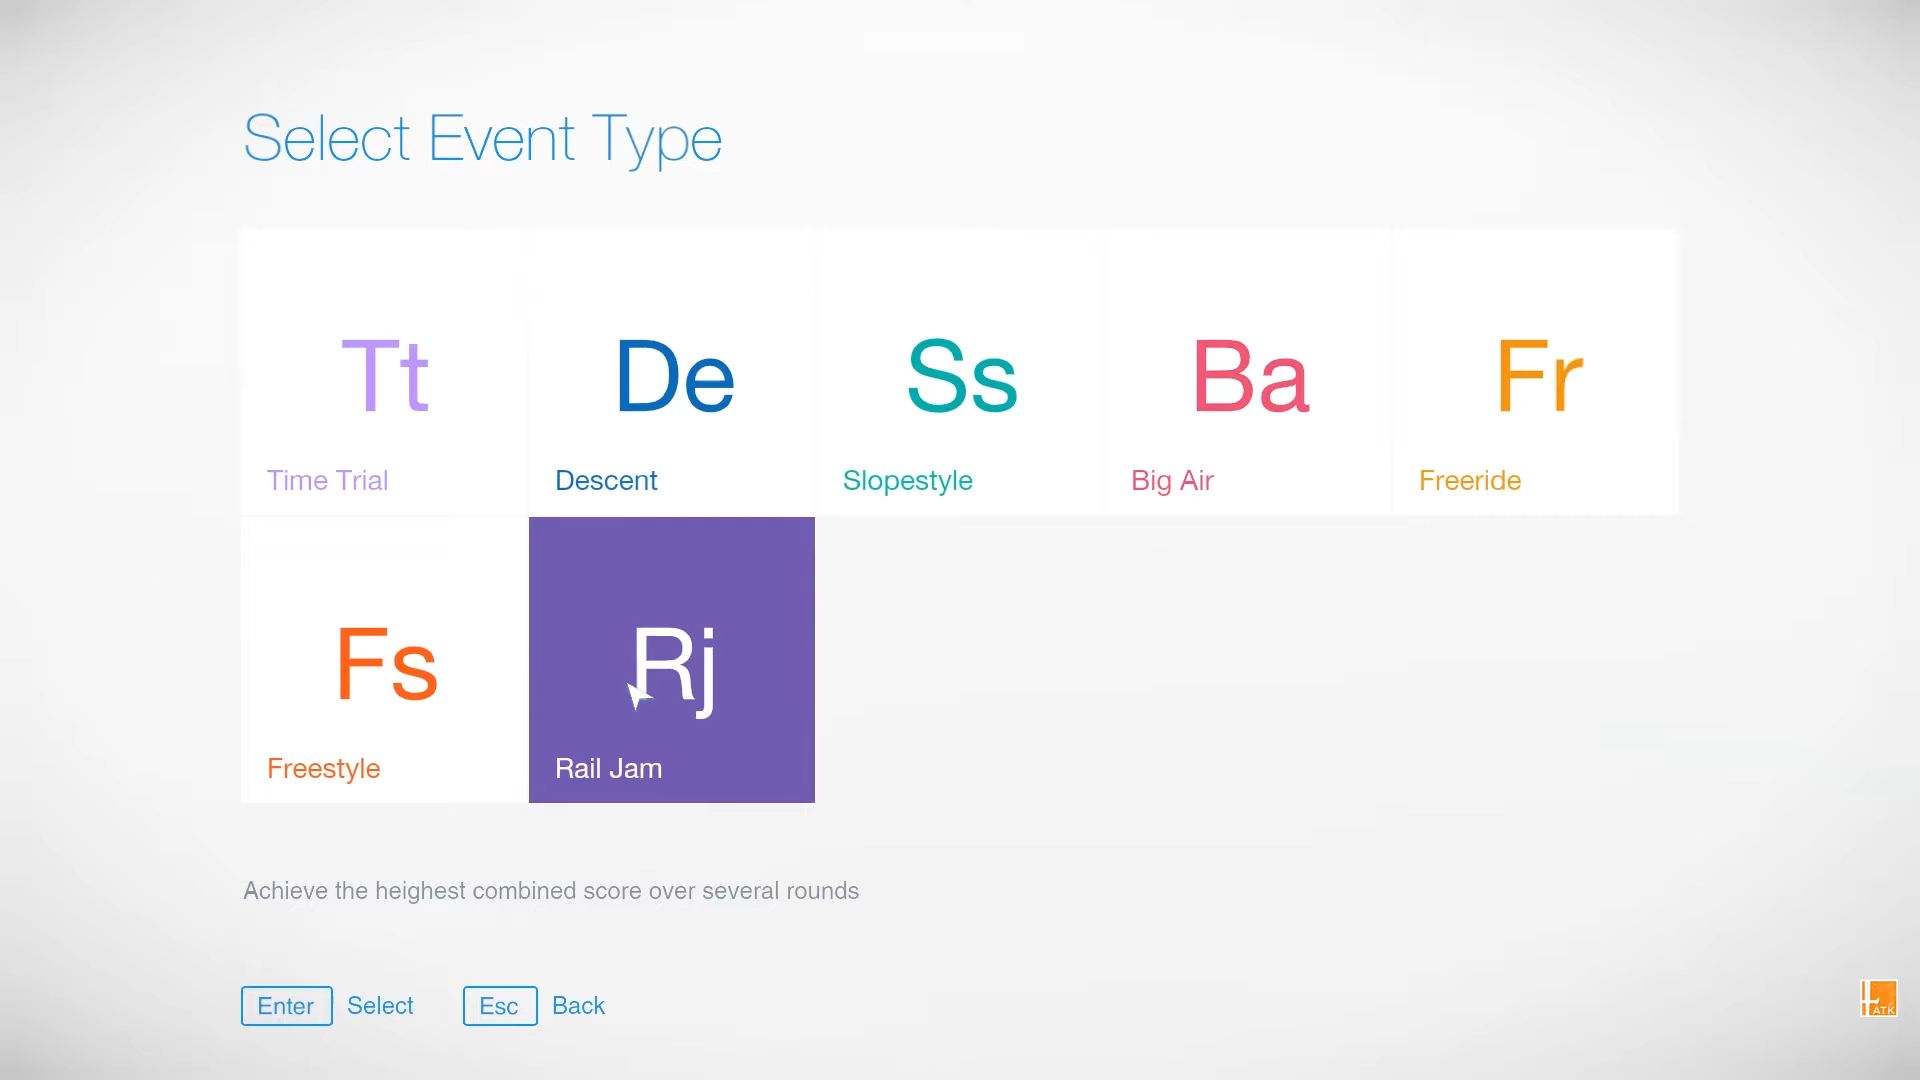 Select Event Type
Tt
De
Ss
Ba
Fr
Time Trial
Descent
Slopestyle
Big Air
Freeride
Fs
Rj
Freestyle
Rail Jam
Achieve the heighest combined score over several rounds
Enter Select Esc Back
ATK